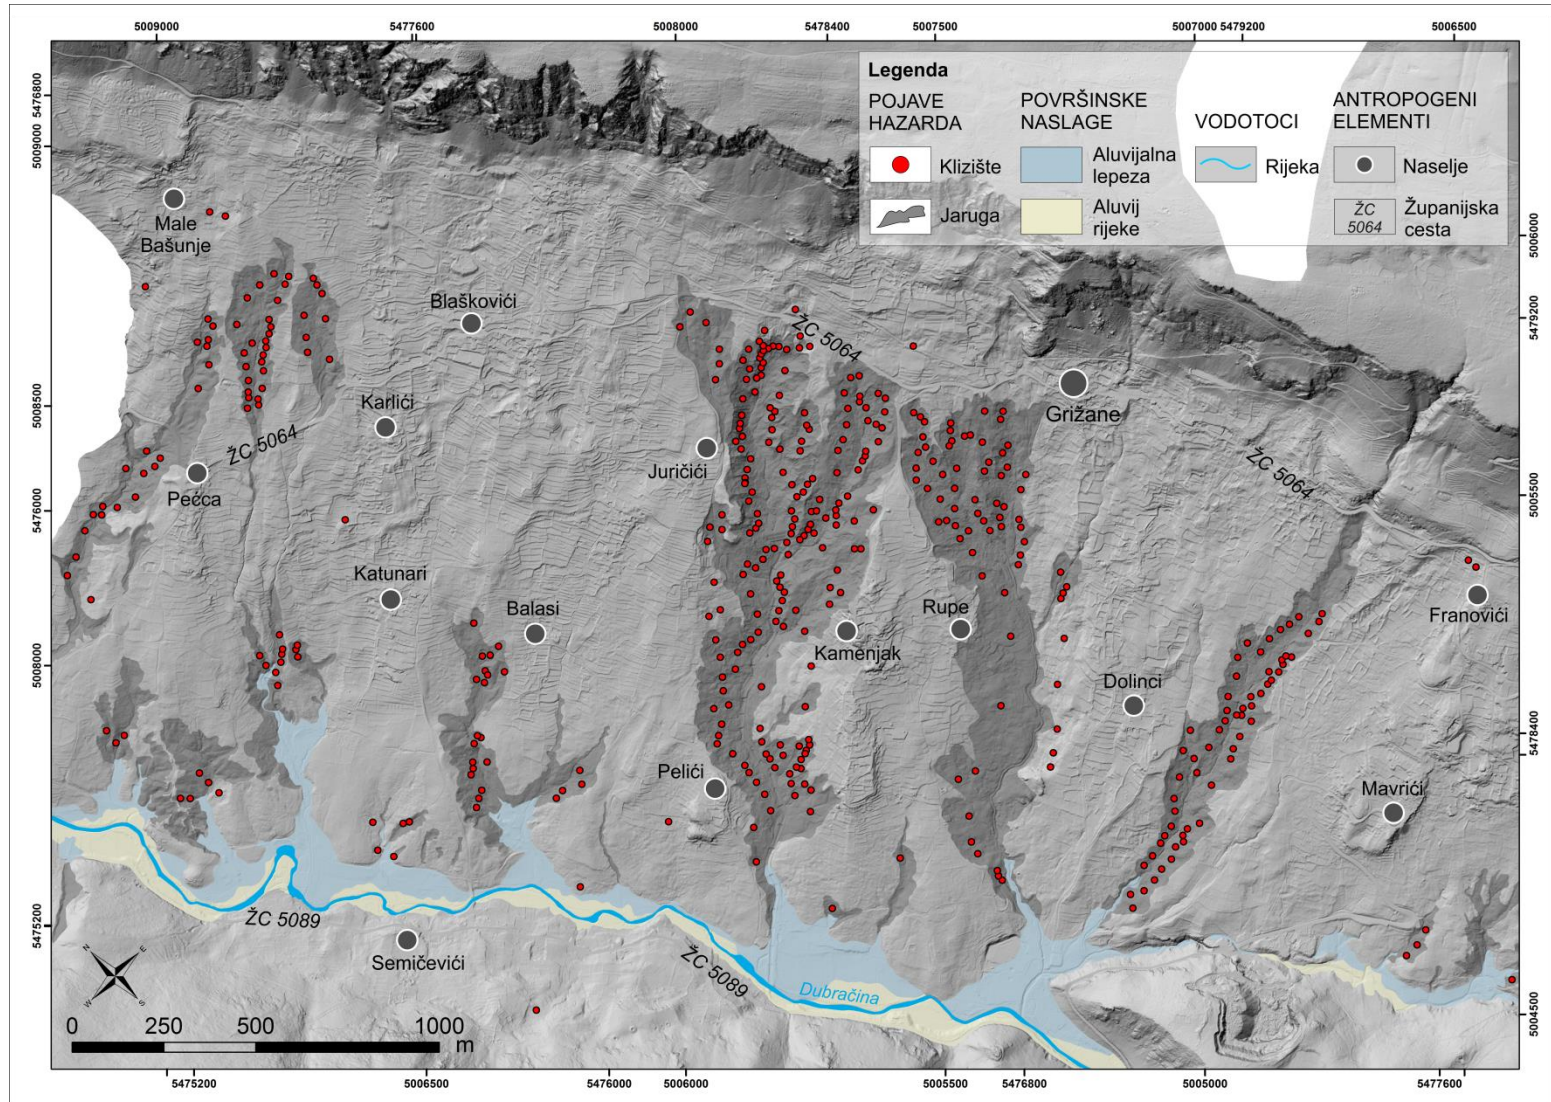 5009000 5477600 5008000 5478400 5007500 5007000 5479200 5006500
5476800
5009000
5008500
5476000
5008000
5475200
Legenda
POJAVE
HAZARDA
Klizište
Jaruga
POVRŠINSKE
NASLAGE
Aluvijalna
lepeza
Aluvij
rijeke
VODOTOCI
Rijeka
ANTROPOGENI
ELEMENTI
Naselje
ŽC
5064
Županijska
cesta
5006000
5479200
5005500
5478400
5004500
Male
Bašunje
Blaškovići
ŽC 5064
Grižane
Karlići
ŽC 5064
Juričići
ŽC 5064
Pećca
Katunari
Balasi
Rupe
Kamenjak
Franovići
Dolinci
Pelići
Mavrići
ŽC 5089
Semičevići
ŽC 5089
Dubračina
N
E
W
S
0 250 500 1000
m
5475200 5006500 5476000 5006000 5005500 5476800 5005000 5477600